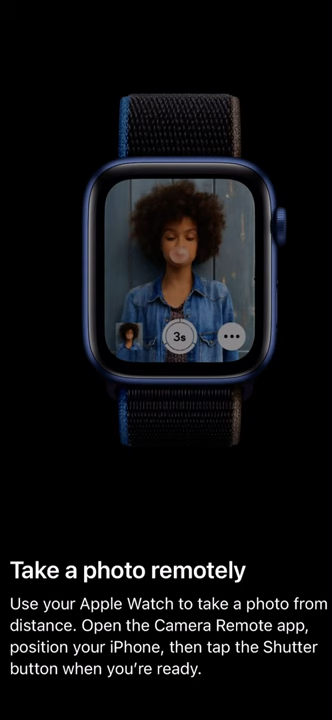 3s
Take a photo remotely
Use your Apple Watch to take a photo from
distance. Open the Camera Remote app,
position your iPhone, then tap the Shutter
button when you’re ready.